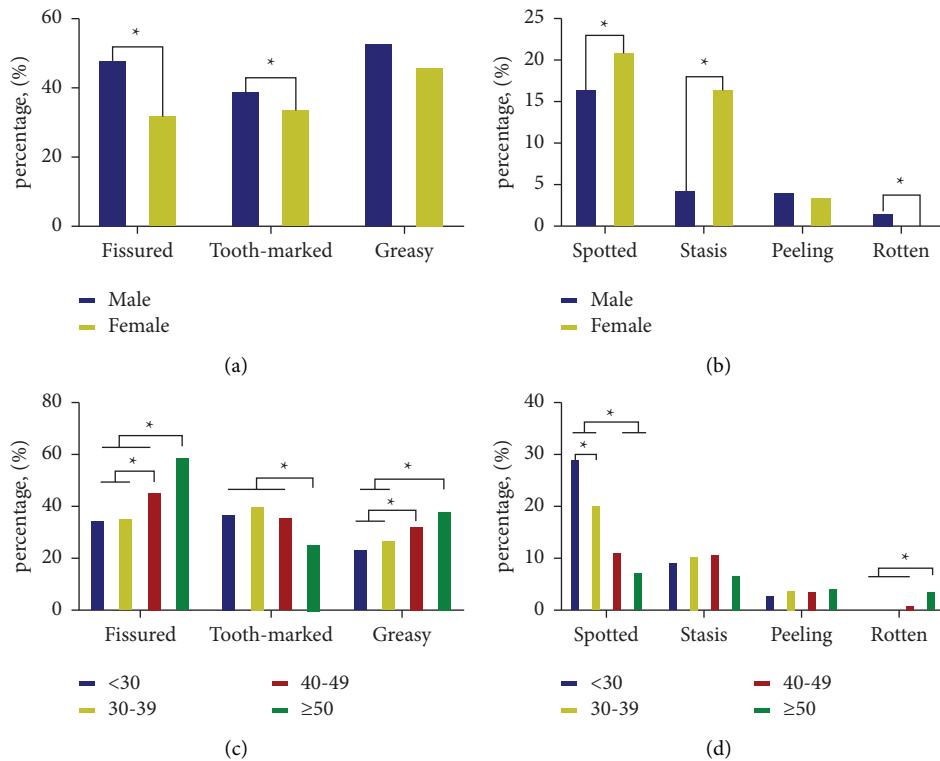 percentage, (%)
60
40
20
0
*
*
Fissured Tooth-marked Greasy
Male
Female
(a)
percentage, (%)
25
20
15
10
5
0
*
*
*
Spotted Stasis Peeling Rotten
Male
Female
(b)
percentage, (%)
80
60
40
20
0
*
*
*
*
*
Fissured Tooth-marked Greasy
<30 40-49
30-39 ≥50
(c)
percentage, (%)
40
30
20
10
0
*
*
*
Spotted Stasis Peeling Rotten
<30 40-49
30-39 ≥50
(d)